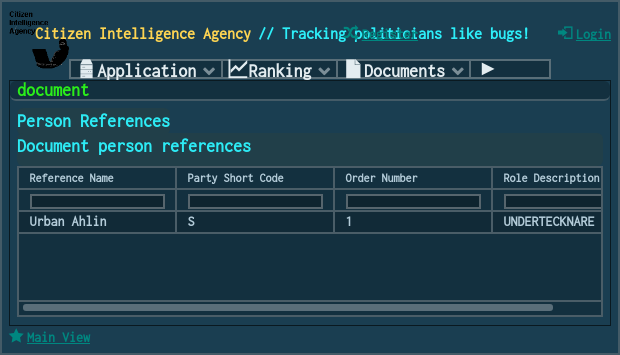 Citizen
Intelligence
Agency
Citizen Intelligence Agency // Tracking politicians like bugs!
Login
Application Ranking Documents
document
Person References
Document person references
Reference Name Party Short Code Order Number Role Description
Urban Ahlin S 1 UNDERTECKNARE
Main View